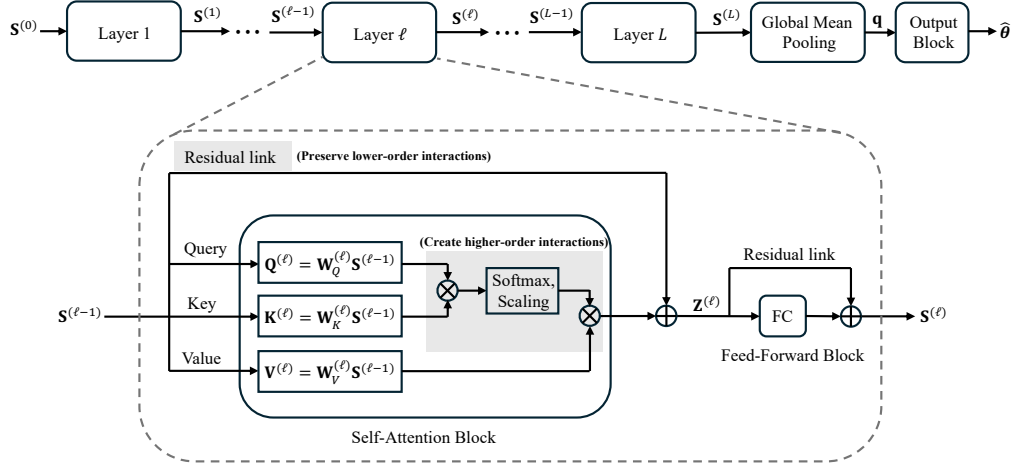 𝐒^(0) Layer 1 𝐒^(1) ••• 𝐒^(ℓ−1) Layer ℓ 𝐒^(ℓ) ••• 𝐒^(L−1) Layer L 𝐒^(L) Global Mean Pooling 𝐪 Output Block 𝛉̂
Residual link (Preserve lower-order interactions)
(Create higher-order interactions)
Query 𝐐^(ℓ) = 𝐖_Q^(ℓ) 𝐒^(ℓ−1)
Softmax,
Scaling
Residual link
𝐒^(ℓ−1) Key 𝐊^(ℓ) = 𝐖_K^(ℓ) 𝐒^(ℓ−1)
𝐙^(ℓ) FC 𝐒^(ℓ)
Feed-Forward Block
Value 𝐕^(ℓ) = 𝐖_V^(ℓ) 𝐒^(ℓ−1)
Self-Attention Block